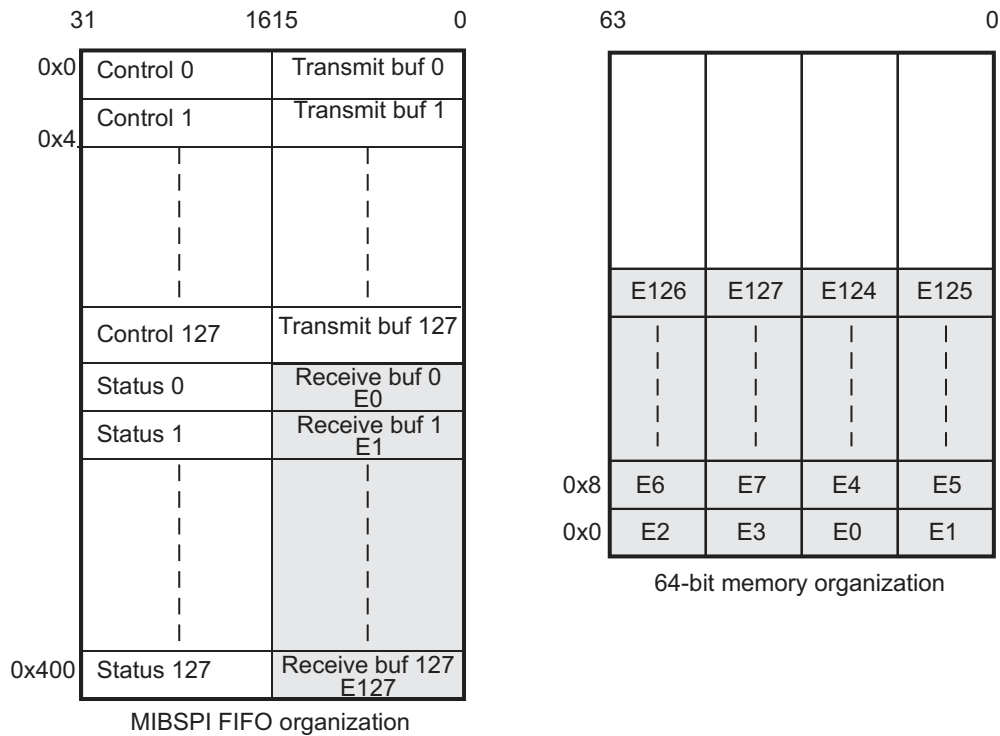 31 1615 0
0x0 Control 0 Transmit buf 0
Control 1 Transmit buf 1
0x4
Control 127 Transmit buf 127
Status 0 Receive buf 0
E0
Status 1 Receive buf 1
E1
0x400 Status 127 Receive buf 127
E127
MIBSPI FIFO organization
63 0
E126 E127 E124 E125
0x8 E6 E7 E4 E5
0x0 E2 E3 E0 E1
64-bit memory organization